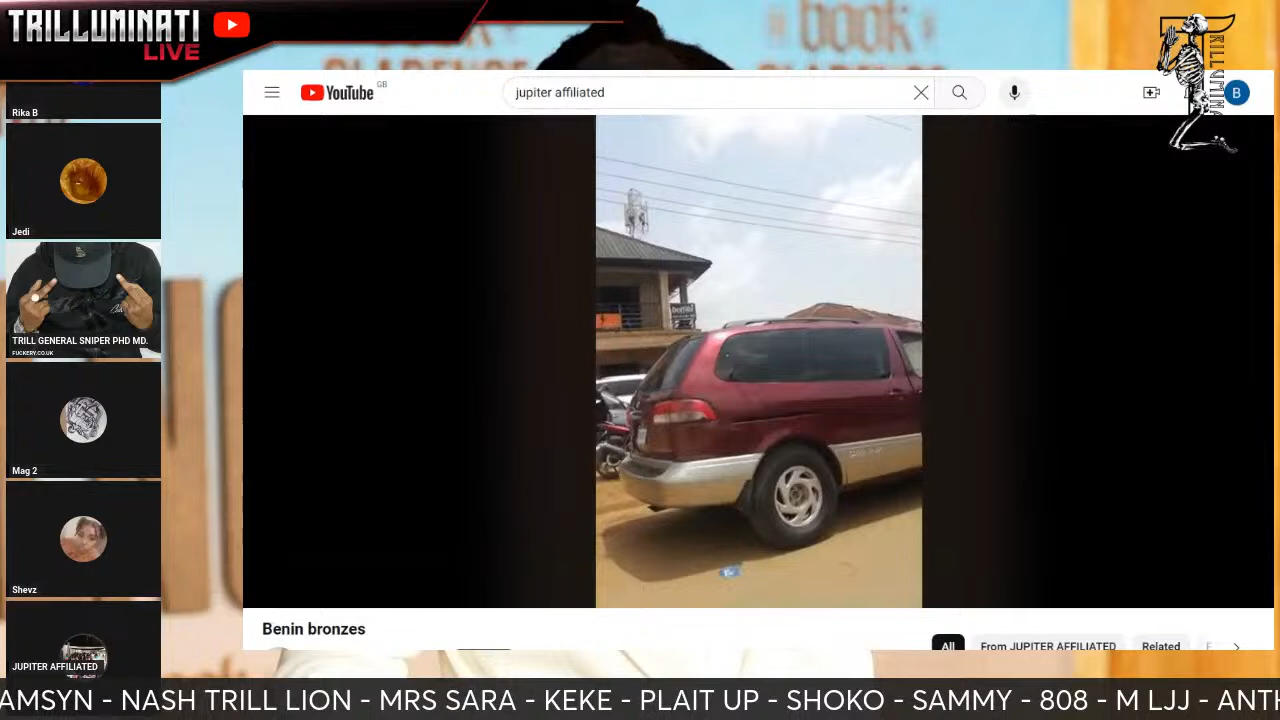 TRILLUMINATI
LIVE
book
YouTube GB
jupiter affiliated
B
TRILLUMINA
Rika B
Jedi
TRILL GENERAL SNIPER PHD MD.
FUCKERY.CO.UK
Mag 2
Shevz
JUPITER AFFILIATED
Benin bronzes
All
From JUPITER AFFILIATED
Related
AMSYN - NASH TRILL LION - MRS SARA - KEKE - PLAIT UP - SHOKO - SAMMY - 808 - M LJJ - ANTH